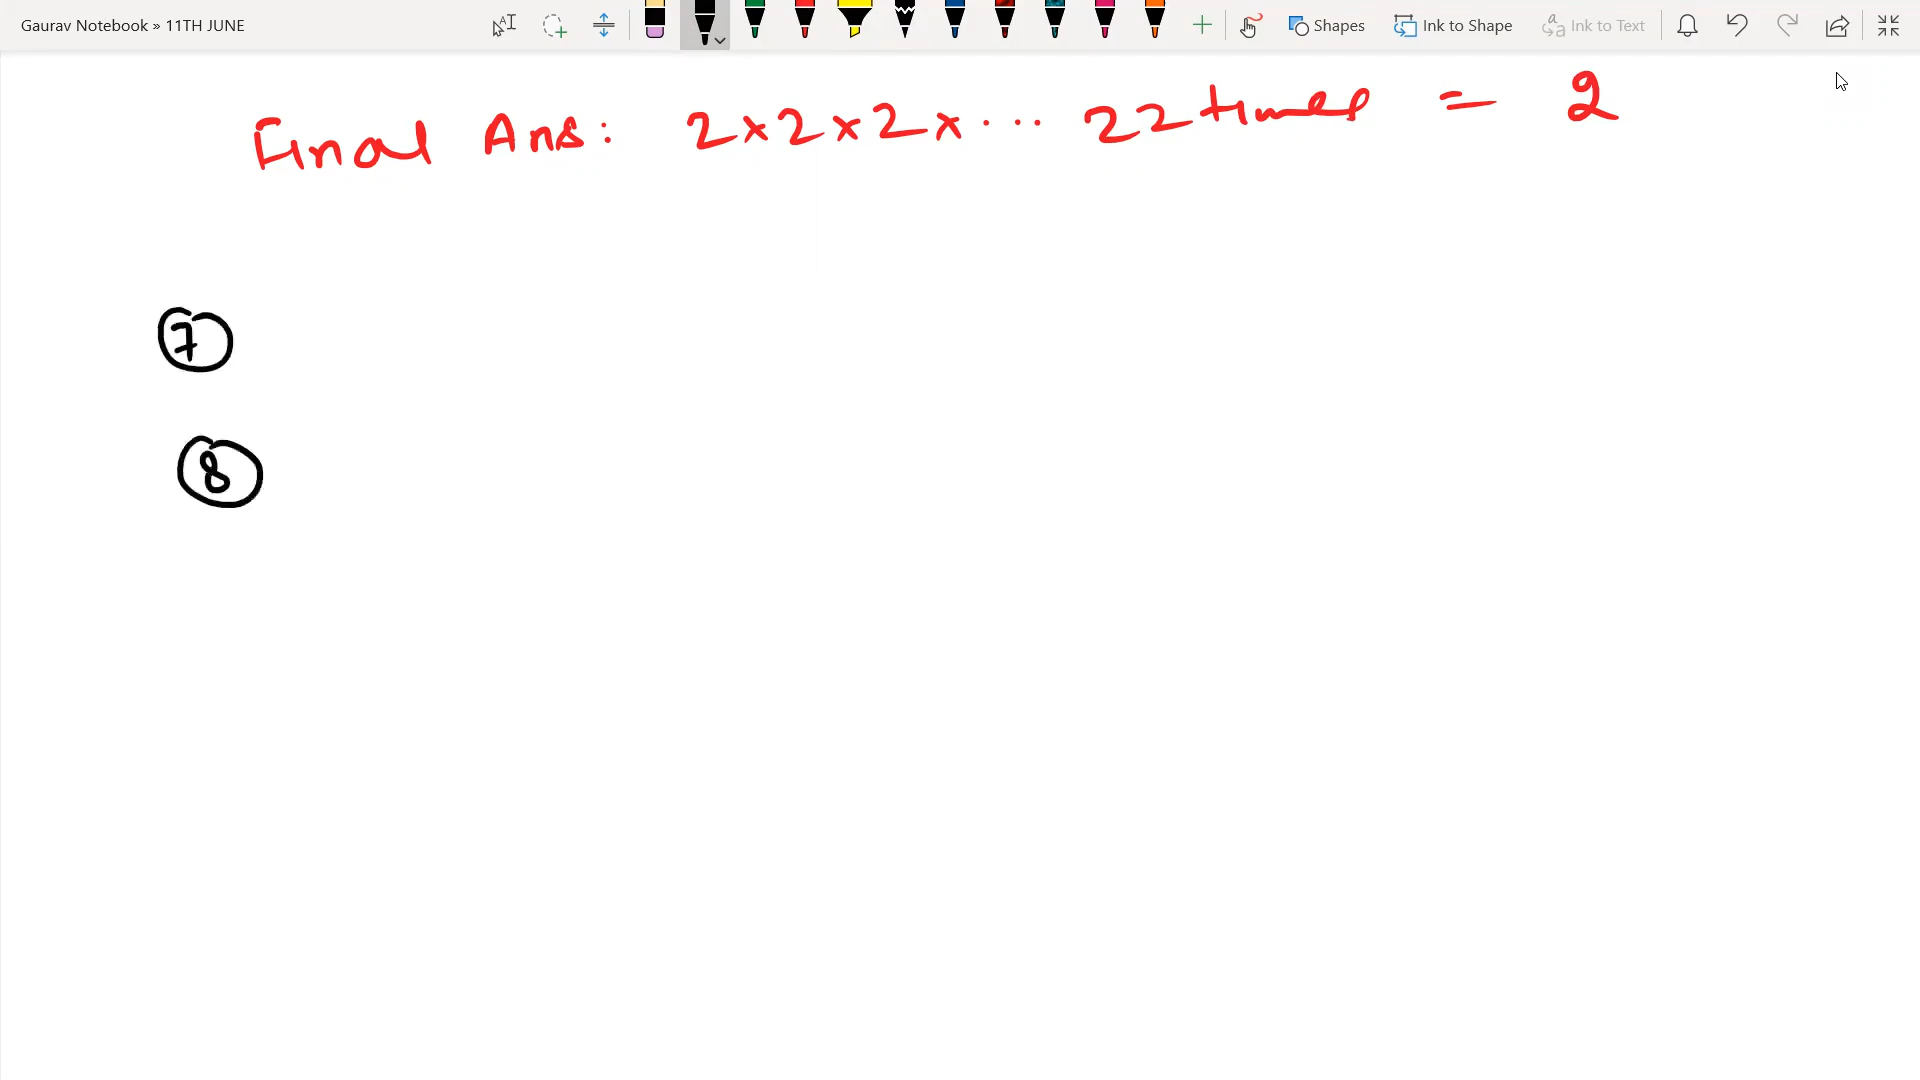 Gaurav Notebook » 11TH JUNE
Shapes
Ink to Shape
Ink to Text
Final Ans: 2×2×2×... 22 times = 2
7
8